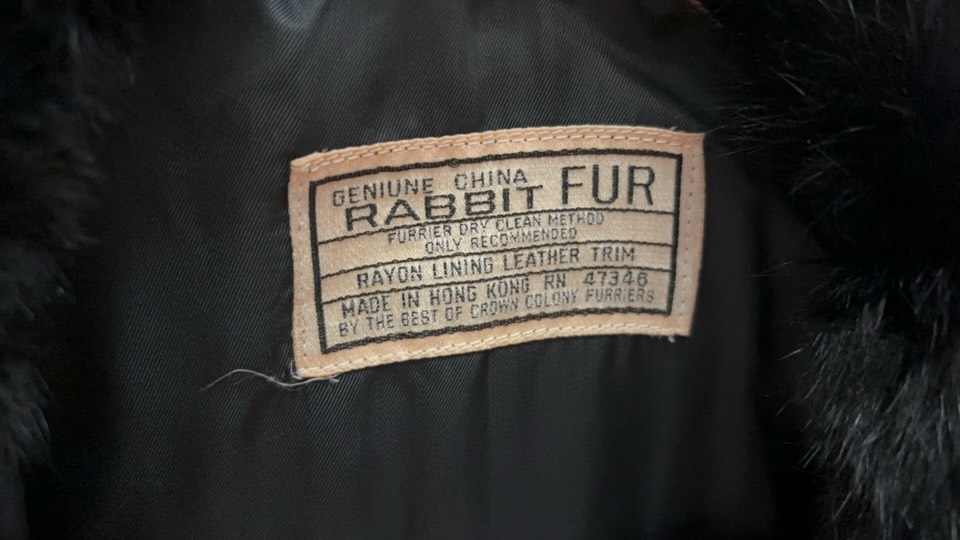 GENIUNE CHINA
RABBIT FUR
FURRIER DRY CLEAN METHOD
ONLY RECOMMENDED
RAYON LINING LEATHER TRIM
MADE IN HONG KONG RN 47346
BY THE BEST OF CROWN COLONY FURRIERS